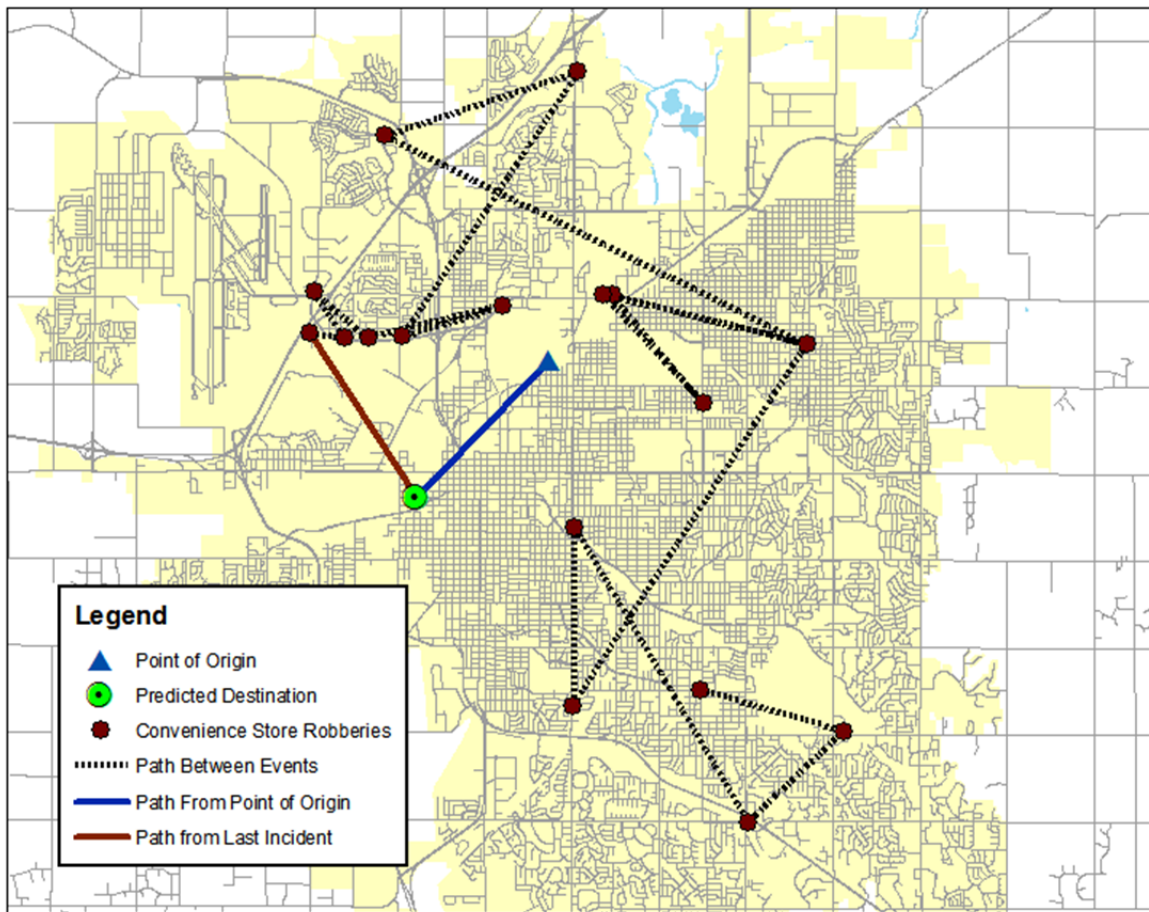 Legend
Point of Origin
Predicted Destination
Convenience Store Robberies
Path Between Events
Path From Point of Origin
Path from Last Incident